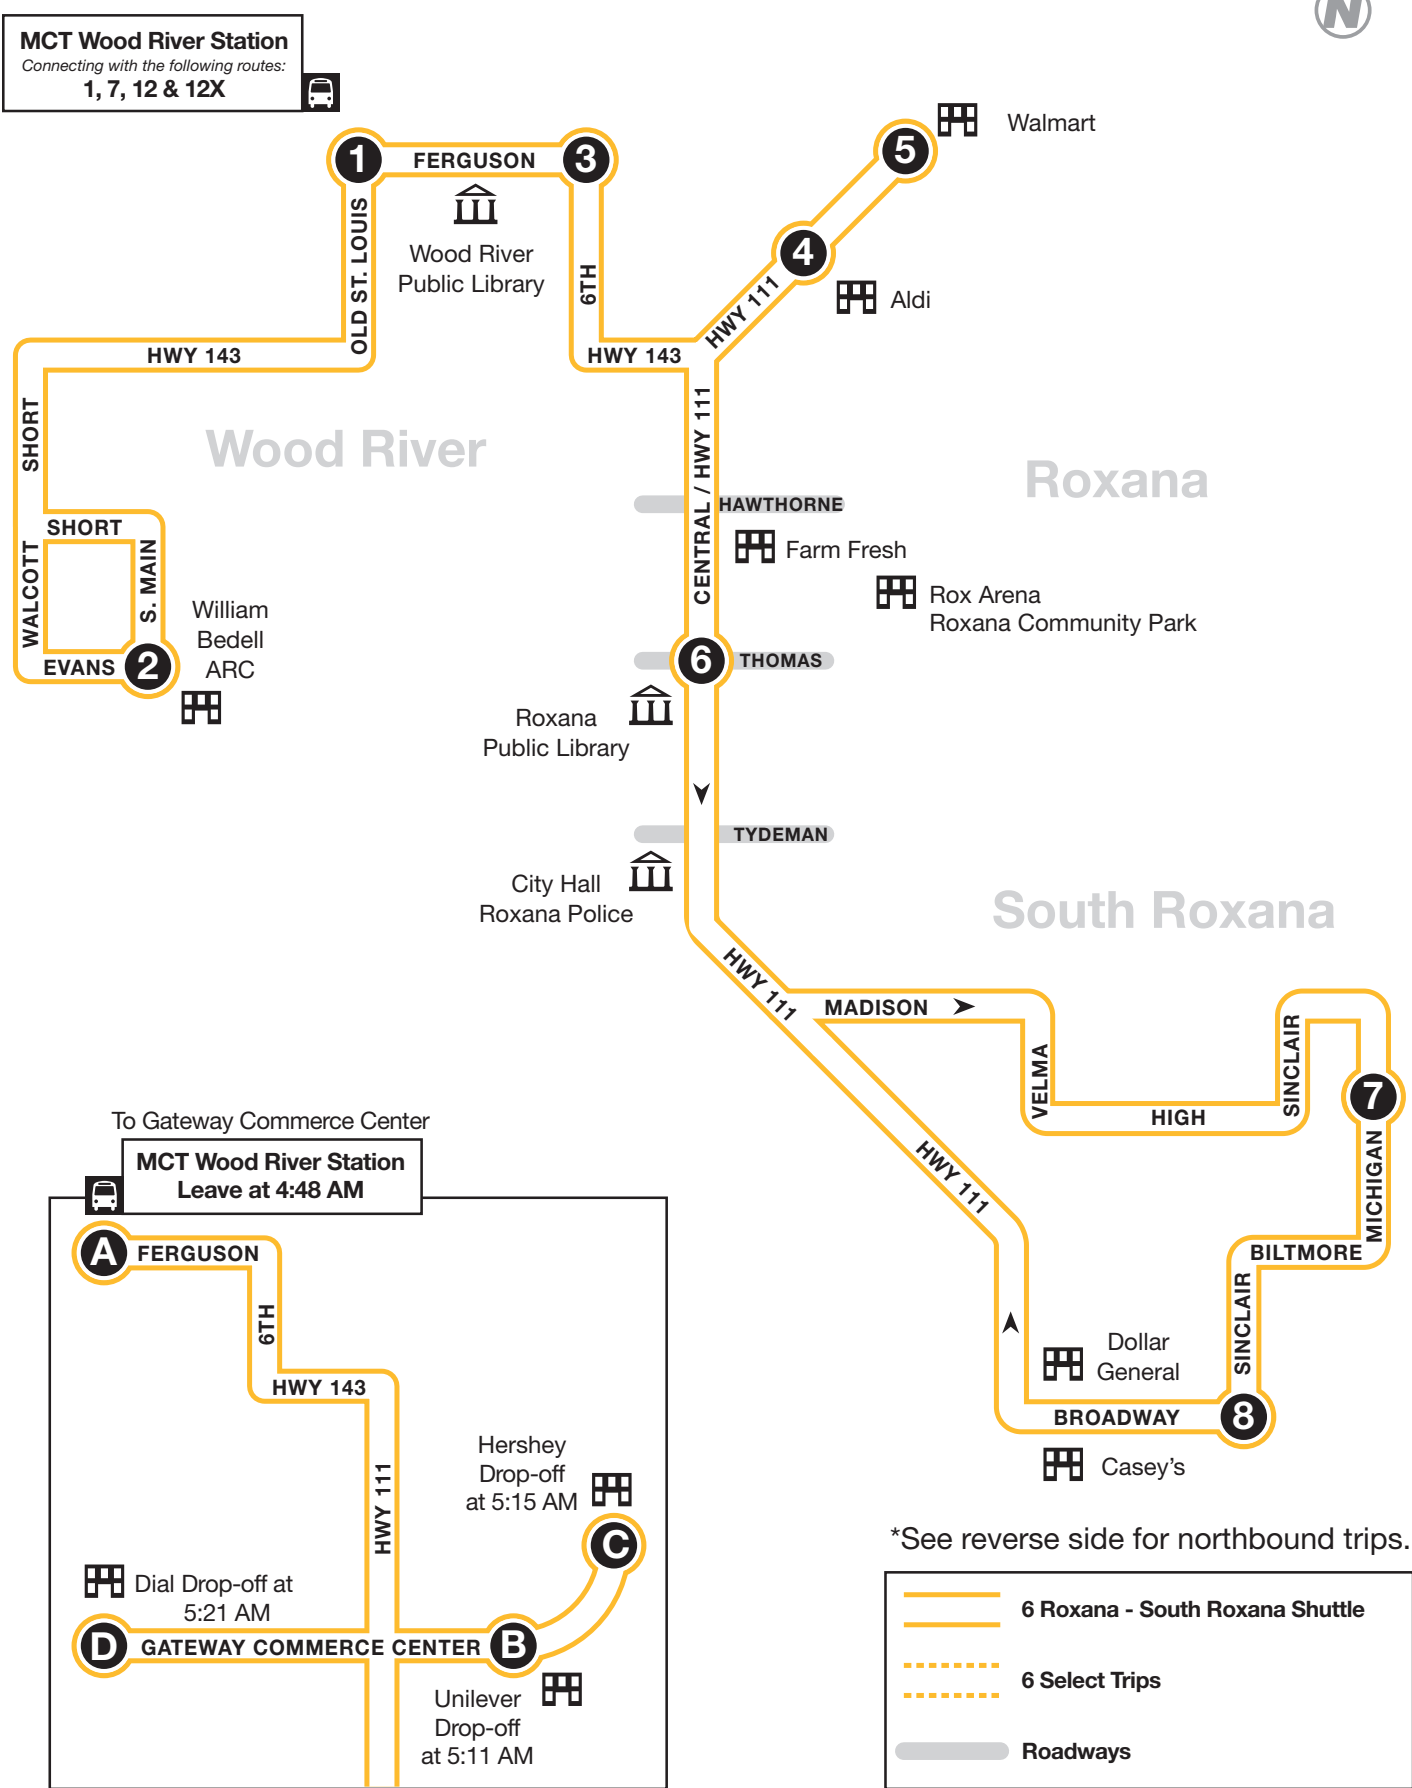 N
MCT Wood River Station
Connecting with the following routes:
1, 7, 12 & 12X
1
FERGUSON
3
5
Walmart
Wood River
Public Library
OLD ST. LOUIS
6TH
4
HWY 111
Aldi
HWY 143
HWY 143
SHORT
Wood River
CENTRAL / HWY 111
Roxana
HAWTHORNE
SHORT
WALCOTT
S. MAIN
Farm Fresh
Rox Arena
Roxana Community Park
William
Bedell
ARC
EVANS
2
6
THOMAS
Roxana
Public Library
TYDEMAN
City Hall
Roxana Police
South Roxana
HWY 111
MADISON
VELMA
HIGH
SINCLAIR
7
MICHIGAN
HWY 111
BILTMORE
SINCLAIR
Dollar
General
BROADWAY
8
Casey's
To Gateway Commerce Center
MCT Wood River Station
Leave at 4:48 AM
A
FERGUSON
6TH
HWY 143
HWY 111
Hershey
Drop-off
at 5:15 AM
C
Dial Drop-off at
5:21 AM
D
GATEWAY COMMERCE CENTER
B
Unilever
Drop-off
at 5:11 AM
*See reverse side for northbound trips.
6 Roxana - South Roxana Shuttle
6 Select Trips
Roadways